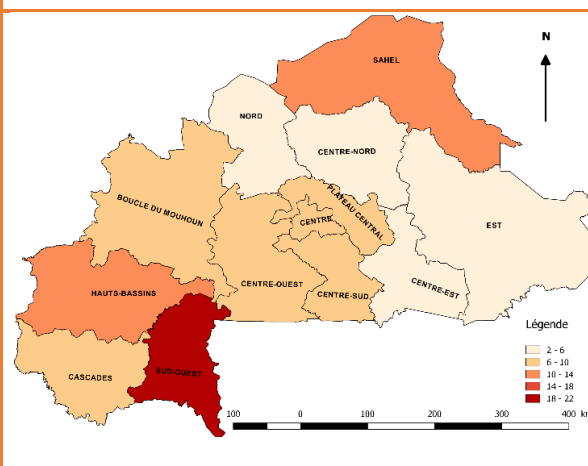 N
SAHEL
NORD
CENTRE-NORD
BOUCLE DU MOUHOUN
PLATEAU CENTRAL
CENTRE
EST
HAUTS-BASSINS
CENTRE-OUEST
CENTRE-SUD
CENTRE-EST
CASCADES
SUD-OUEST
Légende
2 - 6
6 - 10
10 - 14
14 - 18
18 - 22
100 0 100 200 300 400 km